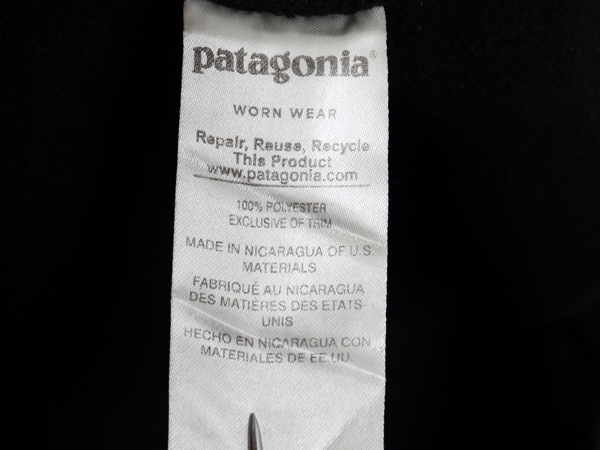 patagonia®
WORN WEAR
Repair, Reuse, Recycle
This Product
www.patagonia.com
100% POLYESTER
EXCLUSIVE OF TRIM
MADE IN NICARAGUA OF U.S.
MATERIALS
FABRIQUÉ AU NICARAGUA
DES MATIÈRES DES ETATS-
UNIS
HECHO EN NICARAGUA CON
MATERIALES DE EE.UU.